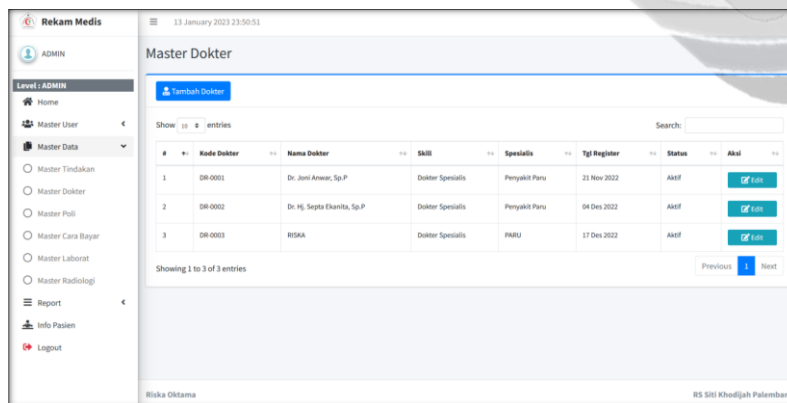 Rekam Medis
13 January 2023 23:50:51
ADMIN
Level : ADMIN
Home
Master User
Master Data
Master Tindakan
Master Dokter
Master Poli
Master Cara Bayar
Master Laborat
Master Radiologi
Report
Info Pasien
Logout
Master Dokter
Tambah Dokter
Show 10 entries
Search:
# Kode Dokter Nama Dokter Skill Spesialis Tgl Register Status Aksi
1 DR-0001 Dr. Joni Anwar, Sp.P Dokter Spesialis Penyakit Paru 21 Nov 2022 Aktif Edit
2 DR-0002 Dr. Hj. Septa Ekanita, Sp.P Dokter Spesialis Penyakit Paru 04 Des 2022 Aktif Edit
3 DR-0003 RISKA Dokter Spesialis PARU 17 Des 2022 Aktif Edit
Showing 1 to 3 of 3 entries
Previous 1 Next
Riska Oktama
RS Siti Khodijah Palemban